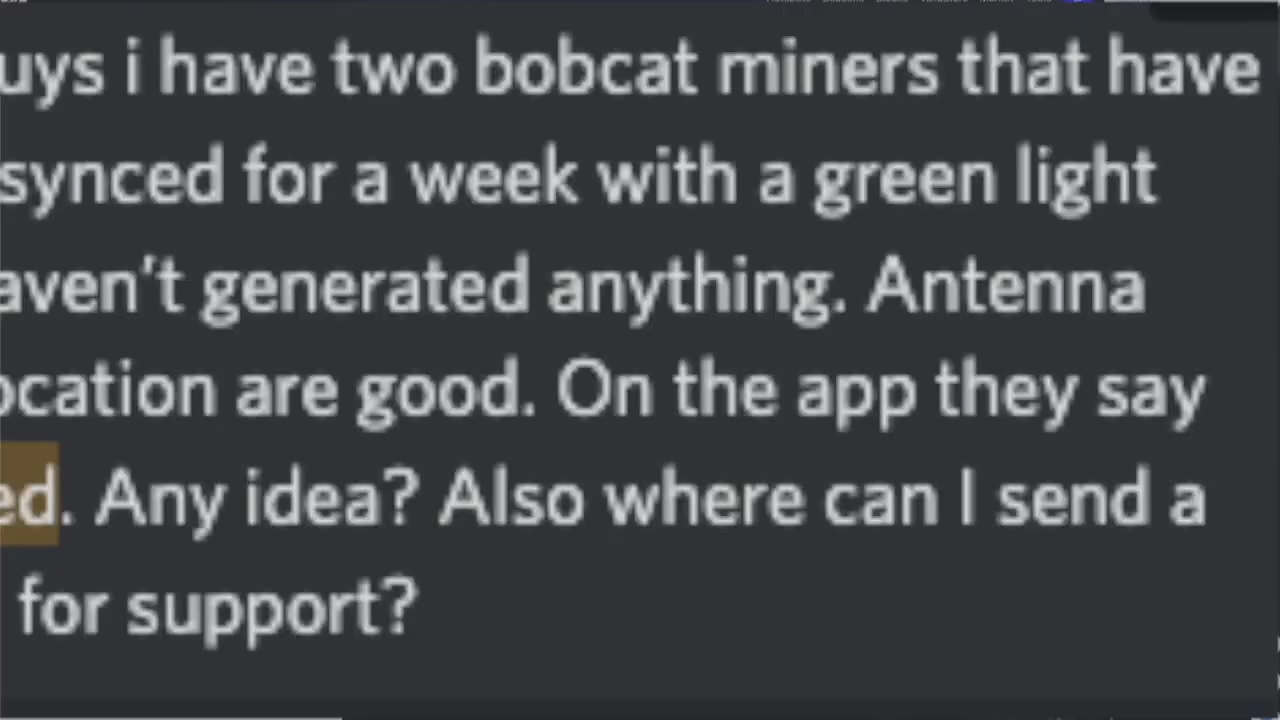 uys i have two bobcat miners that have
synced for a week with a green light
aven't generated anything. Antenna
ocation are good. On the app they say
ed. Any idea? Also where can I send a
for support?